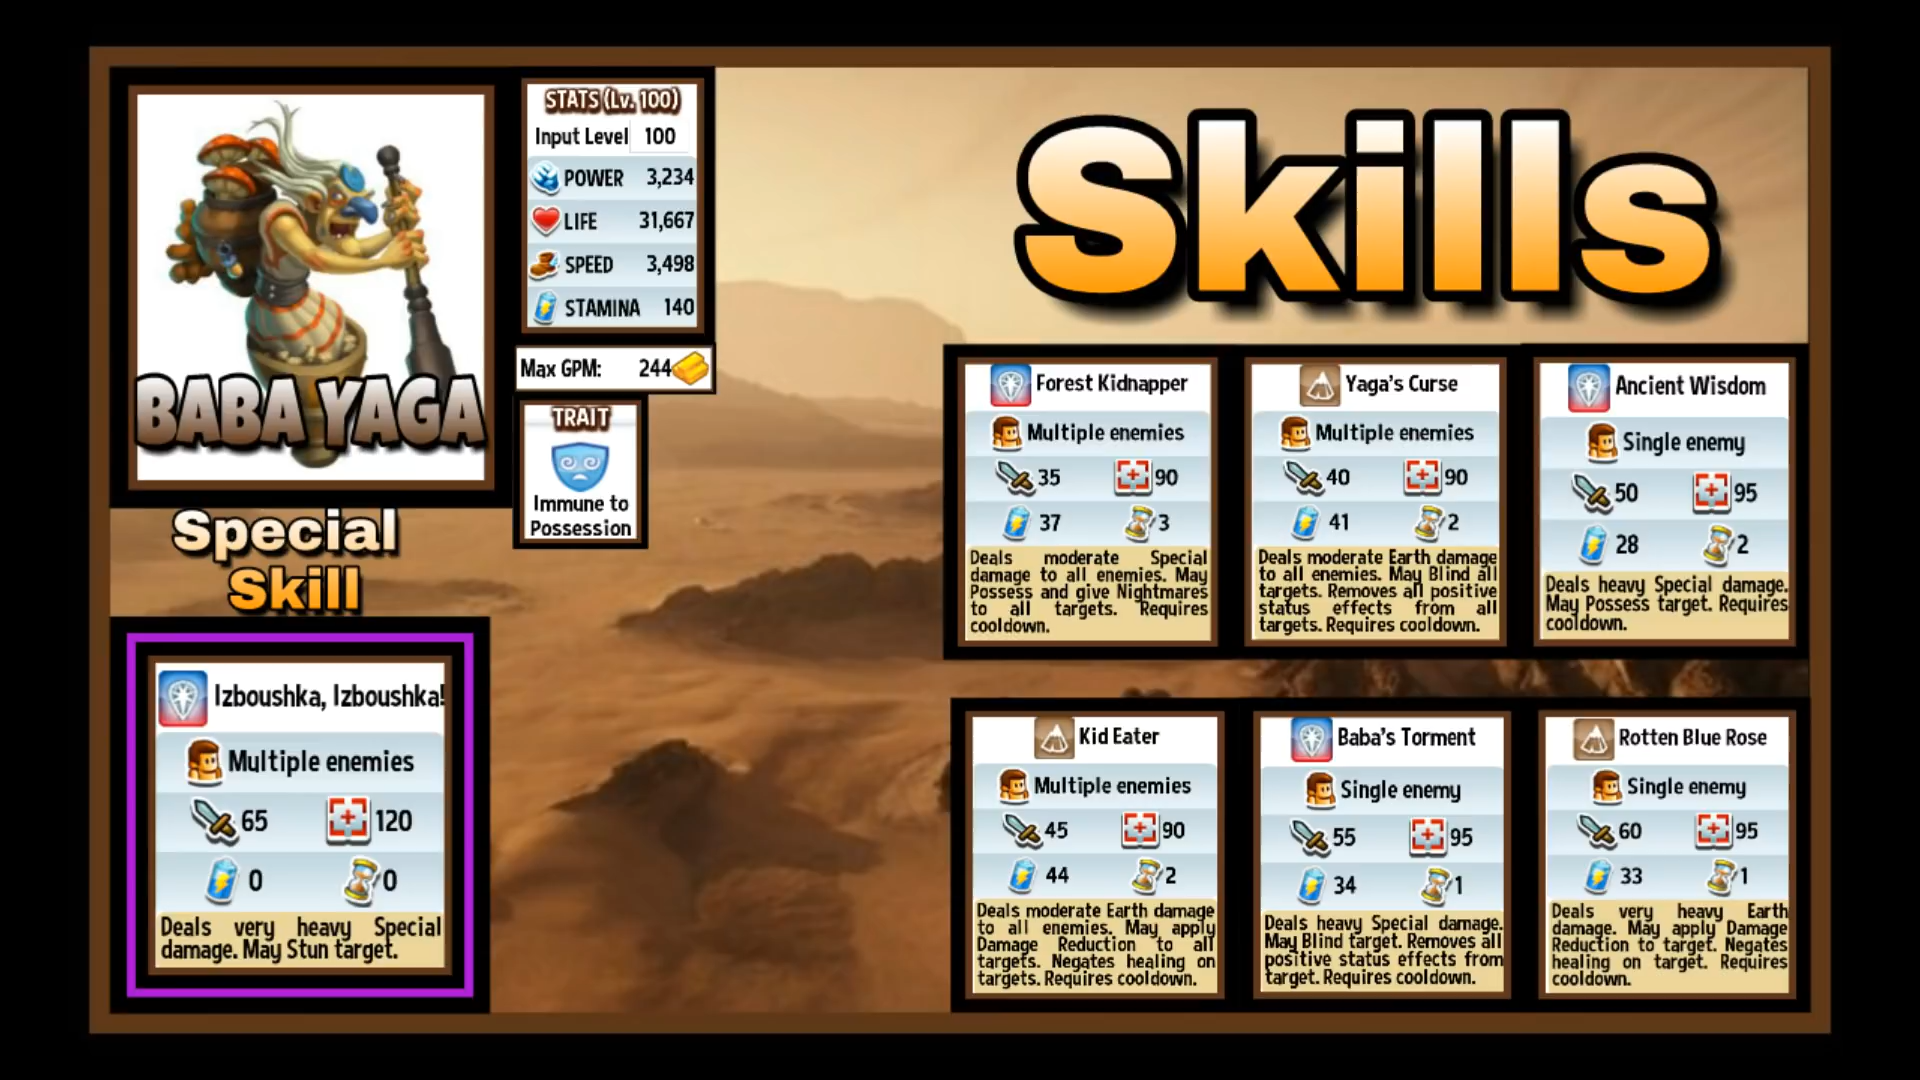 BABA YAGA
STATS (Lv. 100)
Input Level 100
POWER 3,234
LIFE 31,667
SPEED 3,498
STAMINA 140
Max GPM: 244
TRAIT
Immune to
Possession
Special
Skill
Izboushka, Izboushka!
Multiple enemies
65 120
0 0
Deals very heavy Special
damage. May Stun target.
Skills
Forest Kidnapper
Multiple enemies
35 90
37 3
Deals moderate Special
damage to all enemies. May
Possess and give Nightmares
to all targets. Requires
cooldown.
Yaga's Curse
Multiple enemies
40 90
41 2
Deals moderate Earth damage
to all enemies. May Blind all
targets. Removes all positive
status effects from all
targets. Requires cooldown.
Ancient Wisdom
Single enemy
50 95
28 2
Deals heavy Special damage.
May Possess target. Requires
cooldown.
Kid Eater
Multiple enemies
45 90
44 2
Deals moderate Earth damage
to all enemies. May apply
Damage Reduction to all
targets. Negates healing on
targets. Requires cooldown.
Baba's Torment
Single enemy
55 95
34 1
Deals heavy Special damage.
May Blind target. Removes all
positive status effects from
target. Requires cooldown.
Rotten Blue Rose
Single enemy
60 95
33 1
Deals very heavy Earth
damage. May apply Damage
Reduction to target. Negates
healing on target. Requires
cooldown.